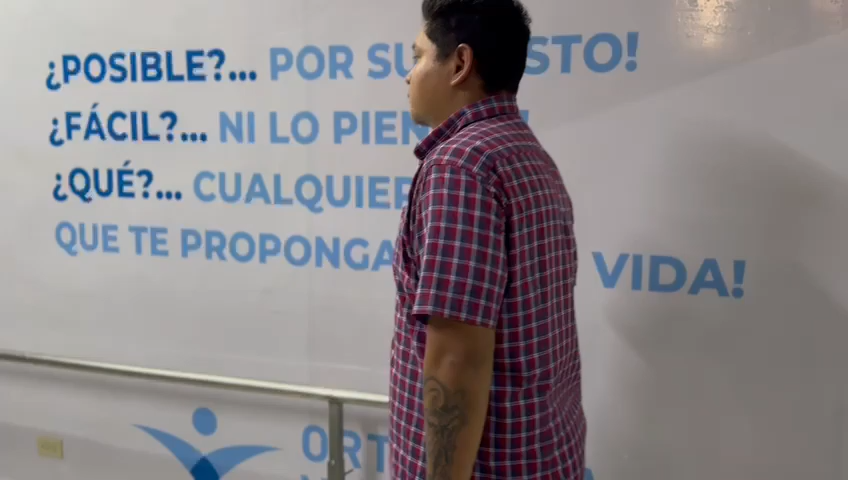 ¿POSIBLE?... POR SU STO!
¿FÁCIL?... NI LO PIEN
¿QUÉ?... CUALQUIER
QUE TE PROPONGA VIDA!
ORT